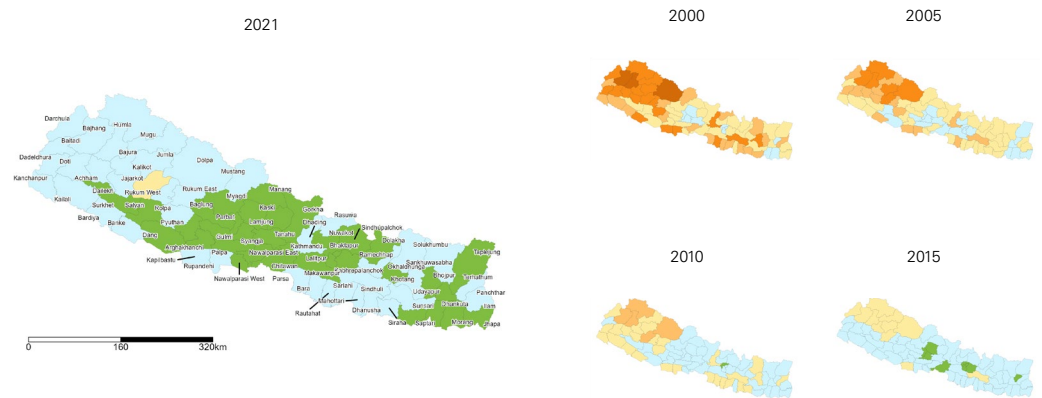 2021
2000
2005
Darchula
Bajhang
Humla
Mugu
Baitadi
Bajura
Jumla
Dadeldhura
Doti
Dolpa
Kalikot
Mustang
Kanchanpur
Achham
Jajarkot
Dailekh
Rukum West
Rukum East
Manang
Kailali
Surkhet
Salyan
Rolpa
Myagdi
Baglung
Kaski
Gorkha
Parbat
Rasuwa
Bardiya
Banke
Pyuthan
Lamjung
Dhading
Nuwakot
Sindhupalchok
Dang
Gulmi
Syangja
Tanahu
Kathmandu
Bhaktapur
Dolakha
Solukhumbu
Arghakhanchi
Palpa
Nawalparasi East
Lalitpur
Ramechhap
Sankhuwasabha
Taplejung
Kapilbastu
Rupandehi
Chitawan
Makawanpur
Kabhrepalanchok
Okhaldhunga
Khotang
Bhojpur
Terhathum
Nawalparasi West
Parsa
Bara
Sarlahi
Sindhuli
Udayapur
Panchthar
Rautahat
Mahottari
Dhanusha
Siraha
Saptari
Sunsari
Dhankuta
Morang
Ilam
Jhapa
0
160
320km
2010
2015